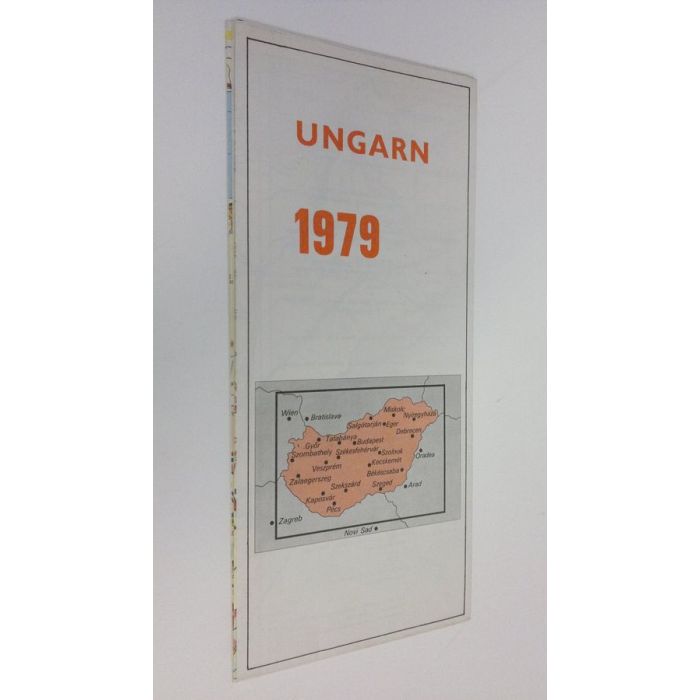 UNGARN
1979
Wien
Bratislava
Miskolc
Salgótarján
Eger
Nyíregyháza
Debrecen
Győr
Tatabánya
Budapest
Szombathely
Székesfehérvár
Szolnok
Oradea
Veszprém
Kecskemét
Békéscsaba
Zalaegerszeg
Szekszárd
Szeged
Arad
Kaposvár
Pécs
Zagreb
Novi Sad